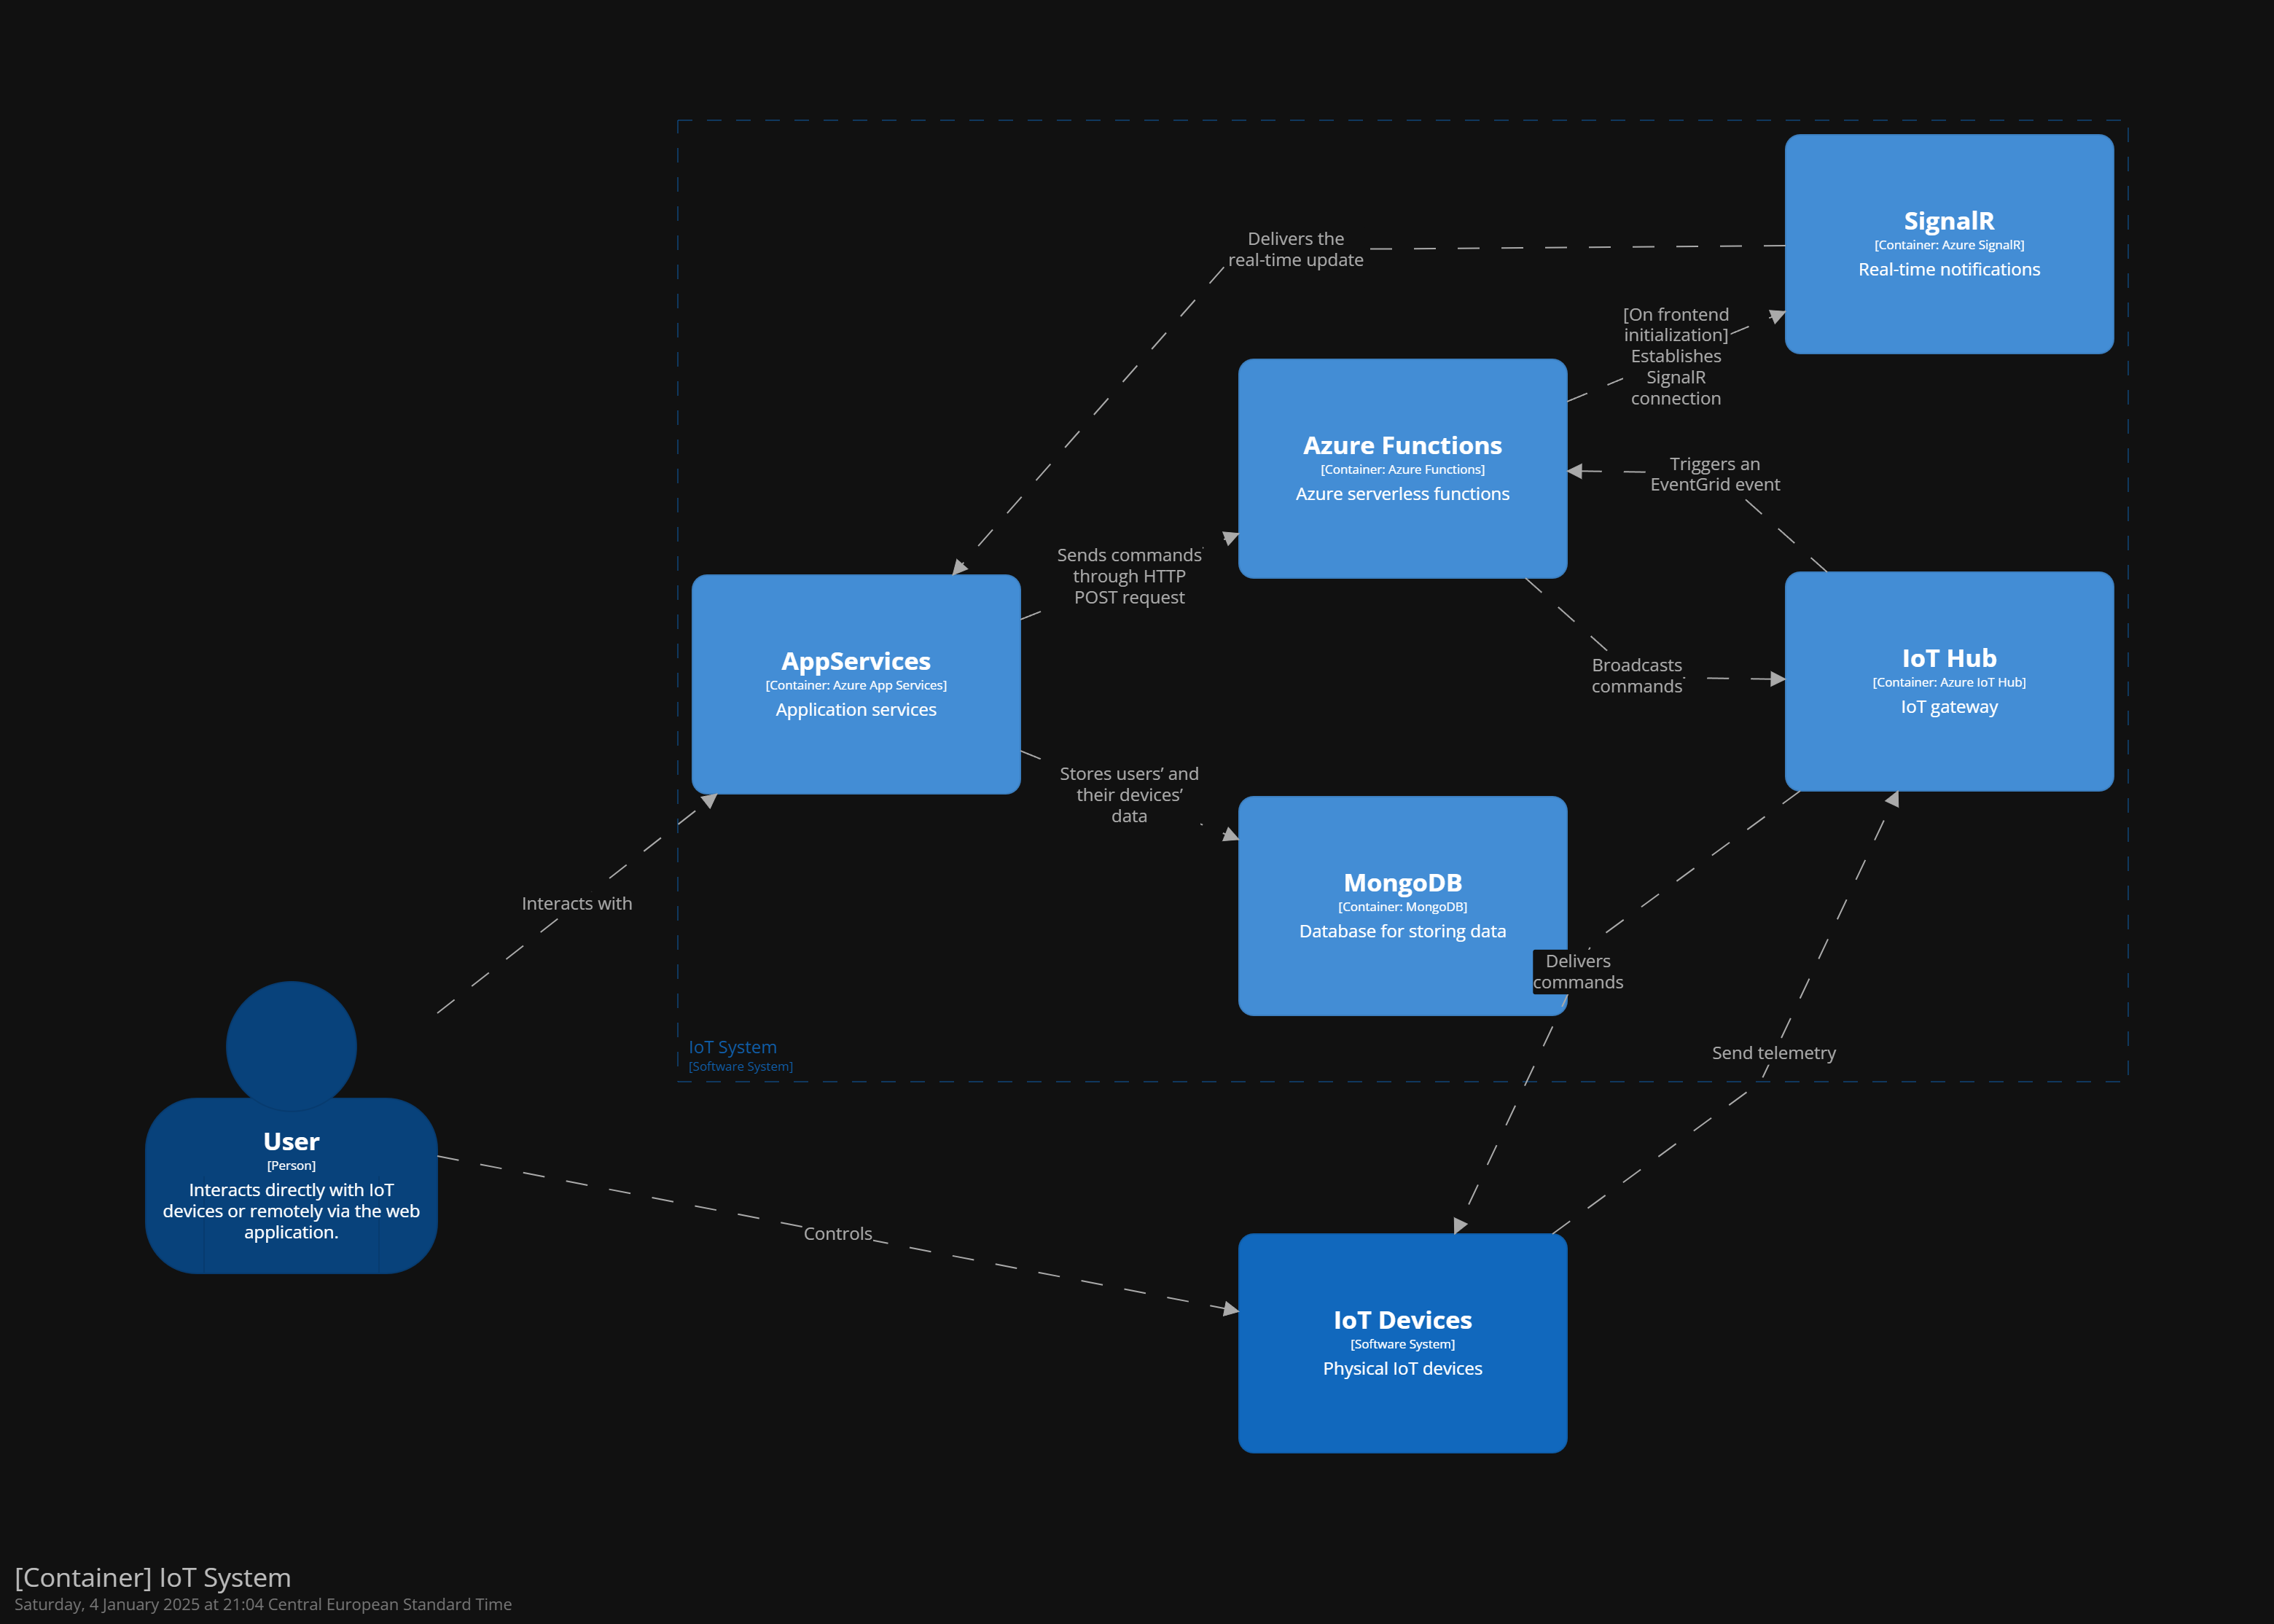 SignalR
[Container: Azure SignalR]
Real-time notifications
Delivers the
real-time update
[On frontend
initialization]
Establishes
SignalR
connection
Azure Functions
[Container: Azure Functions]
Azure serverless functions
Triggers an
EventGrid event
Sends commands
through HTTP
POST request
AppServices
[Container: Azure App Services]
Application services
Broadcasts
commands
IoT Hub
[Container: Azure IoT Hub]
IoT gateway
Stores users’ and
their devices’
data
MongoDB
[Container: MongoDB]
Database for storing data
Interacts with
Delivers
commands
IoT System
[Software System]
Send telemetry
User
[Person]
Interacts directly with IoT
devices or remotely via the web
application.
Controls
IoT Devices
[Software System]
Physical IoT devices
[Container] IoT System
Saturday, 4 January 2025 at 21:04 Central European Standard Time